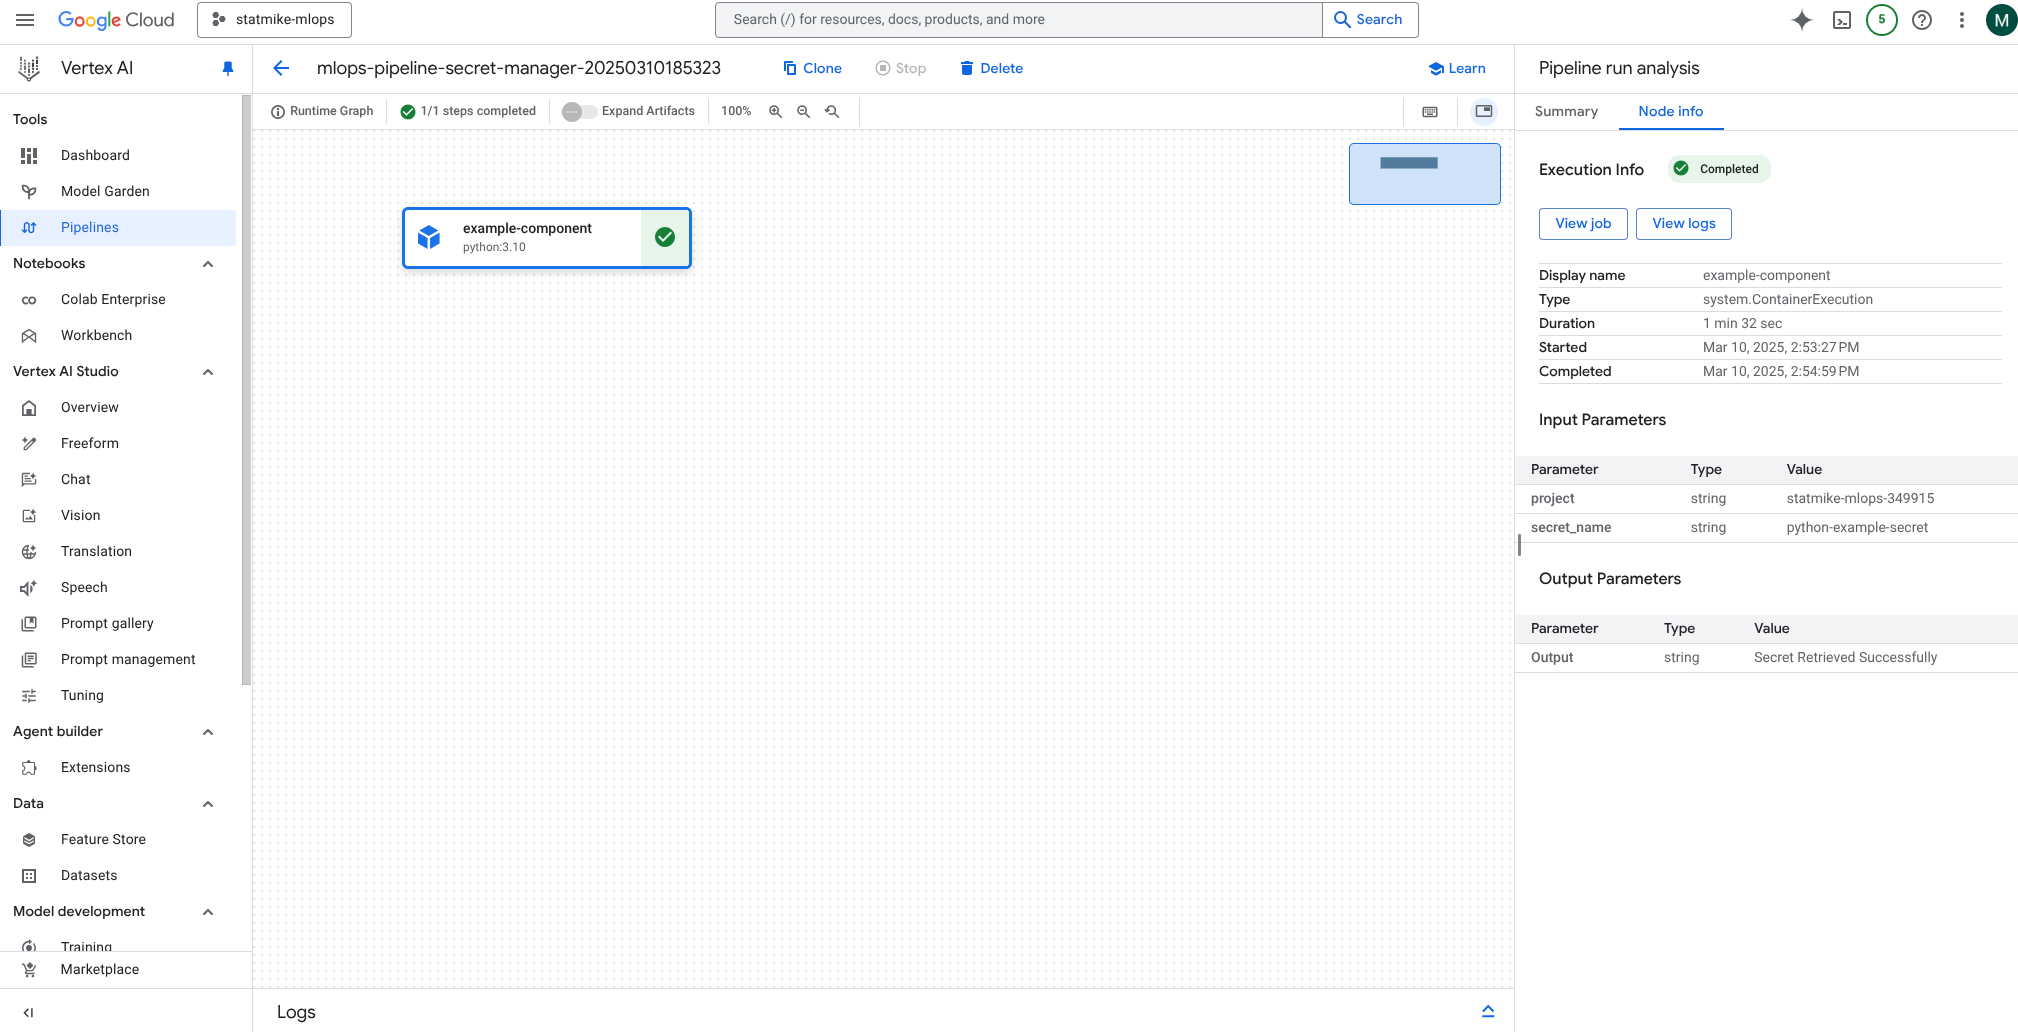 Google Cloud
statmike-mlops
Search (/) for resources, docs, products, and more
Search
5
M
Vertex AI
mlops-pipeline-secret-manager-20250310185323
Clone
Stop
Delete
Learn
Pipeline run analysis
Runtime Graph
1/1 steps completed
Expand Artifacts
100%
Summary
Node info
Tools
Dashboard
Model Garden
Pipelines
Notebooks
Colab Enterprise
Workbench
Vertex AI Studio
Overview
Freeform
Chat
Vision
Translation
Speech
Prompt gallery
Prompt management
Tuning
Agent builder
Extensions
Data
Feature Store
Datasets
Model development
Training
Marketplace
example-component
python:3.10
Logs
Execution Info
Completed
View job
View logs
Display name example-component
Type system.ContainerExecution
Duration 1 min 32 sec
Started Mar 10, 2025, 2:53:27 PM
Completed Mar 10, 2025, 2:54:59 PM
Input Parameters
Parameter Type Value
project string statmike-mlops-349915
secret_name string python-example-secret
Output Parameters
Parameter Type Value
Output string Secret Retrieved Successfully